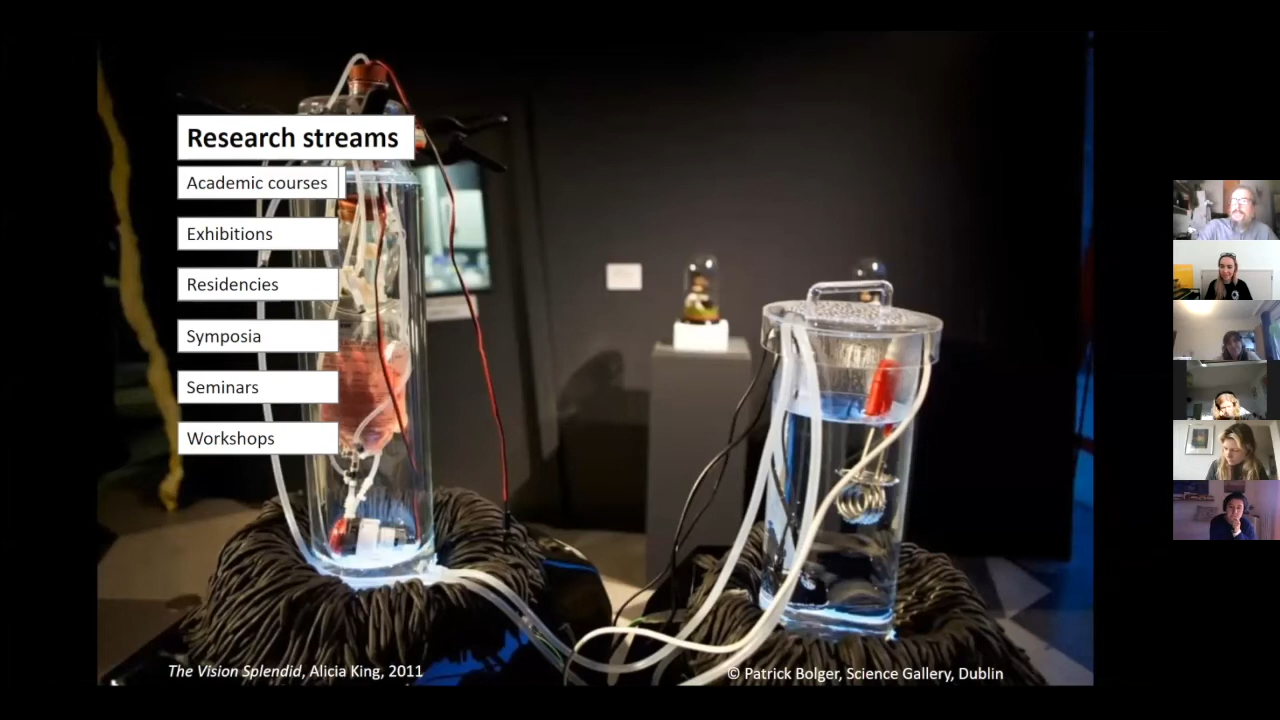 Research streams
Academic courses
Exhibitions
Residencies
Symposia
Seminars
Workshops
The Vision Splendid, Alicia King, 2011
© Patrick Bolger, Science Gallery, Dublin